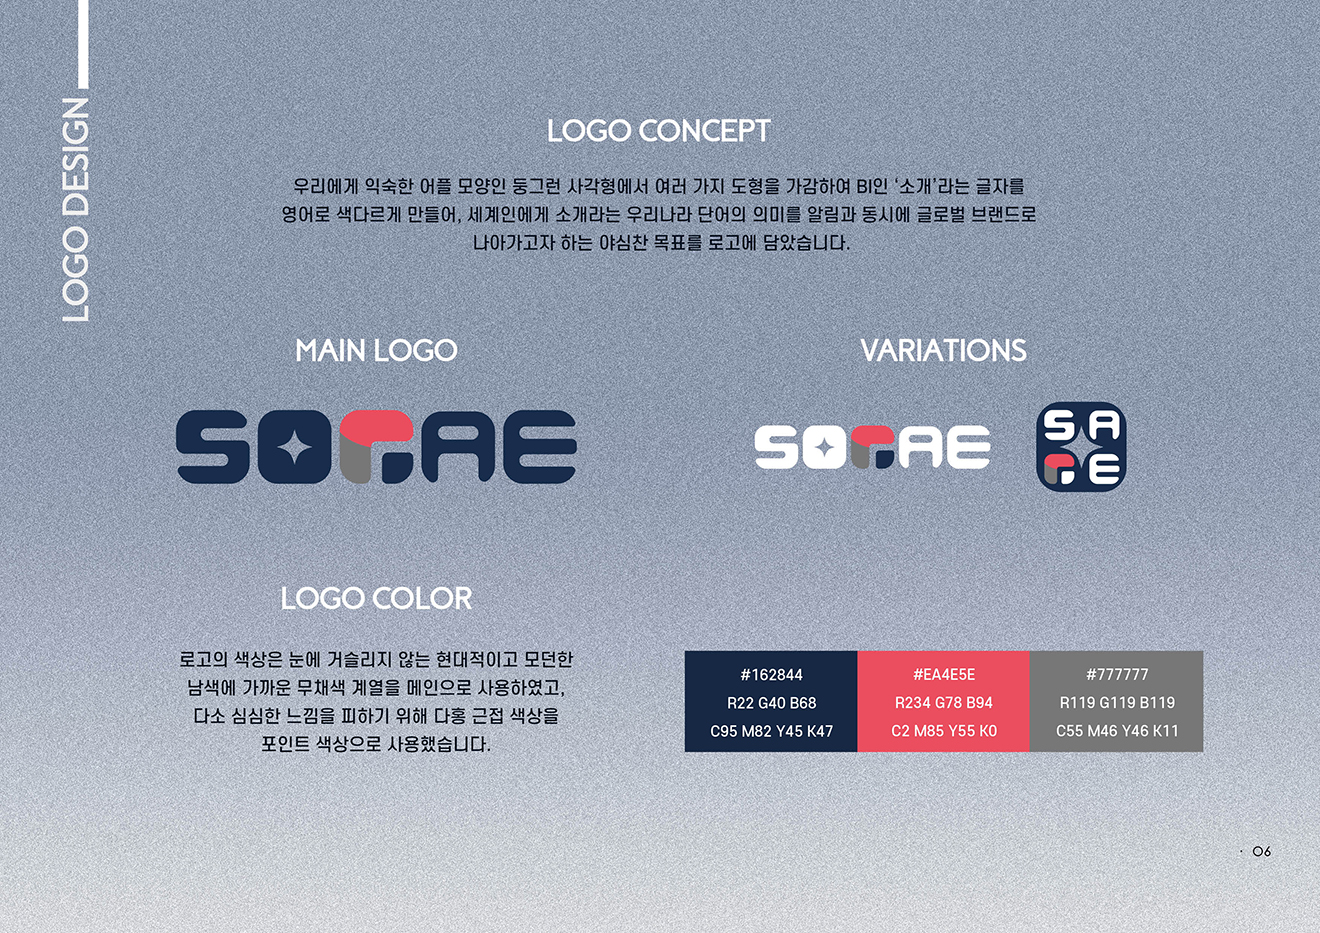 LOGO DESIGN
LOGO CONCEPT
우리에게 익숙한 어플 모양인 둥그런 사각형에서 여러 가지 도형을 가감하여 BI인 ‘소개’라는 글자를
영어로 색다르게 만들어, 세계인에게 소개라는 우리나라 단어의 의미를 알림과 동시에 글로벌 브랜드로
나아가고자 하는 야심찬 목표를 로고에 담았습니다.
MAIN LOGO
VARIATIONS
SO AE
SO AE
SA
E
LOGO COLOR
로고의 색상은 눈에 거슬리지 않는 현대적이고 모던한
남색에 가까운 무채색 계열을 메인으로 사용하였고,
다소 심심한 느낌을 피하기 위해 다홍 근접 색상을
포인트 색상으로 사용했습니다.
#162844
R22 G40 B68
C95 M82 Y45 K47
#EA4E5E
R234 G78 B94
C2 M85 Y55 K0
#777777
R119 G119 B119
C55 M46 Y46 K11
· 06